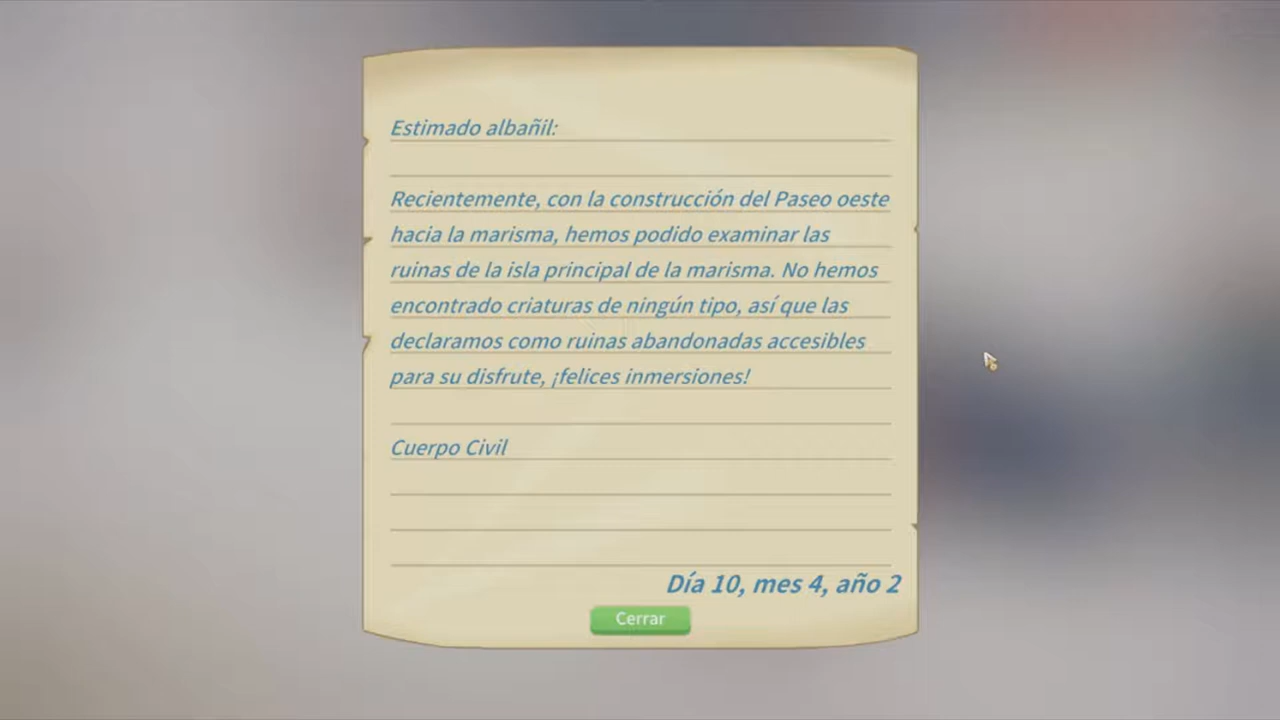 Estimado albañil:
Recientemente, con la construcción del Paseo oeste
hacia la marisma, hemos podido examinar las
ruinas de la isla principal de la marisma. No hemos
encontrado criaturas de ningún tipo, así que las
declaramos como ruinas abandonadas accesibles
para su disfrute, ¡felices inmersiones!
Cuerpo Civil
Día 10, mes 4, año 2
Cerrar